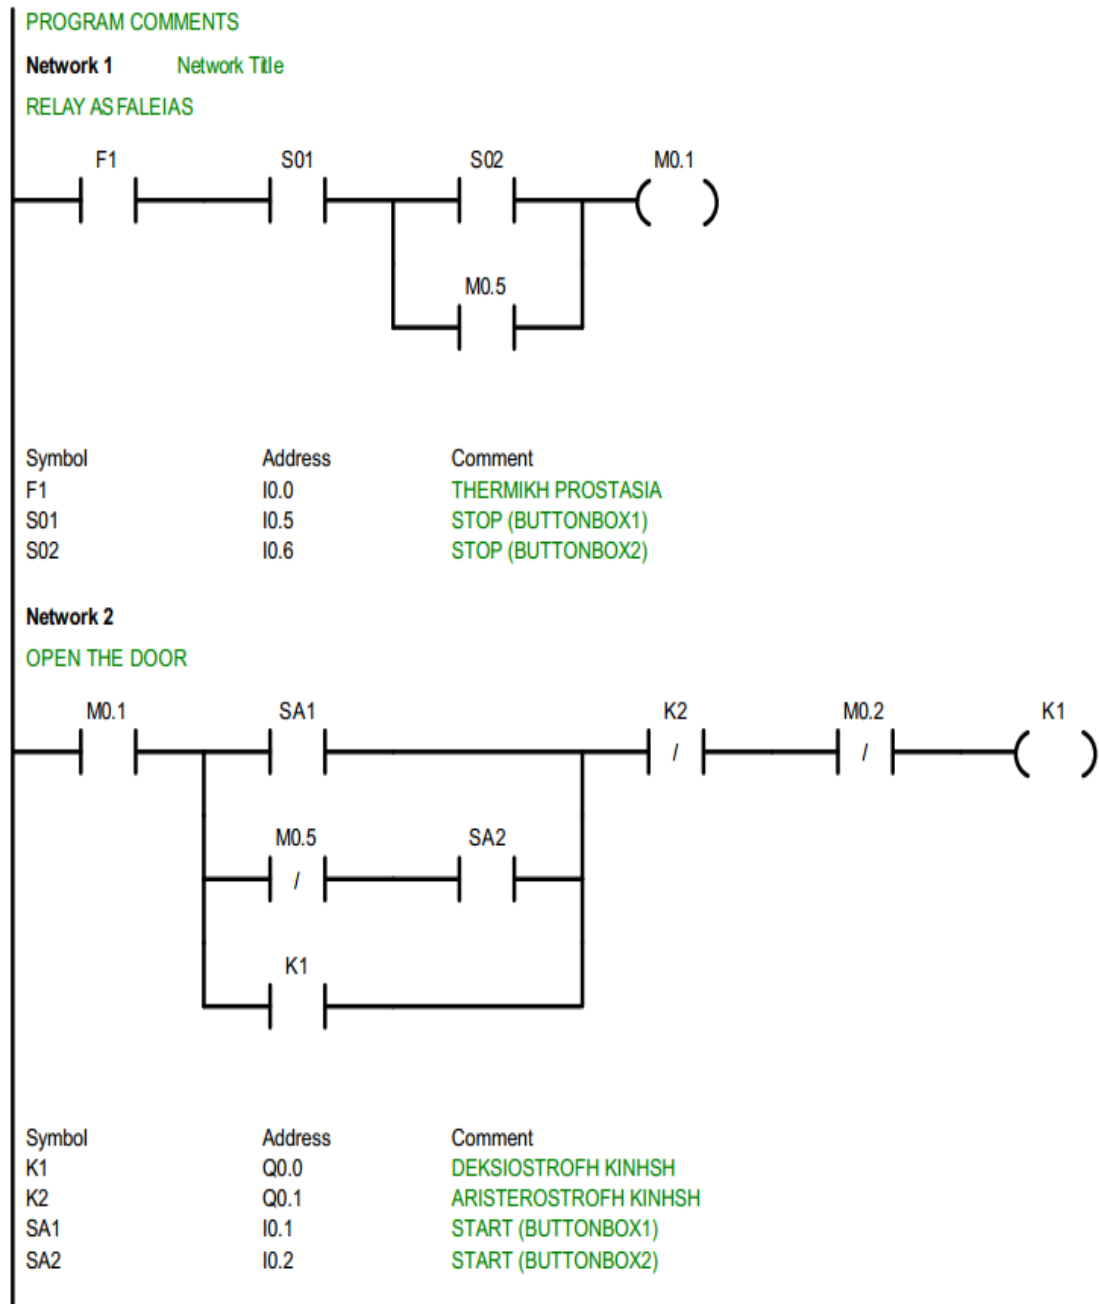 PROGRAM COMMENTS
Network 1 Network Title
RELAY ASFALEIAS
F1 S01 S02 M0.1
M0.5
Symbol Address Comment
F1 I0.0 THERMIKH PROSTASIA
S01 I0.5 STOP (BUTTONBOX1)
S02 I0.6 STOP (BUTTONBOX2)
Network 2
OPEN THE DOOR
M0.1 SA1 K2 M0.2 K1
/ /
M0.5 SA2
/
K1
Symbol Address Comment
K1 Q0.0 DEKSIOSTROFH KINHSH
K2 Q0.1 ARISTEROSTROFH KINHSH
SA1 I0.1 START (BUTTONBOX1)
SA2 I0.2 START (BUTTONBOX2)